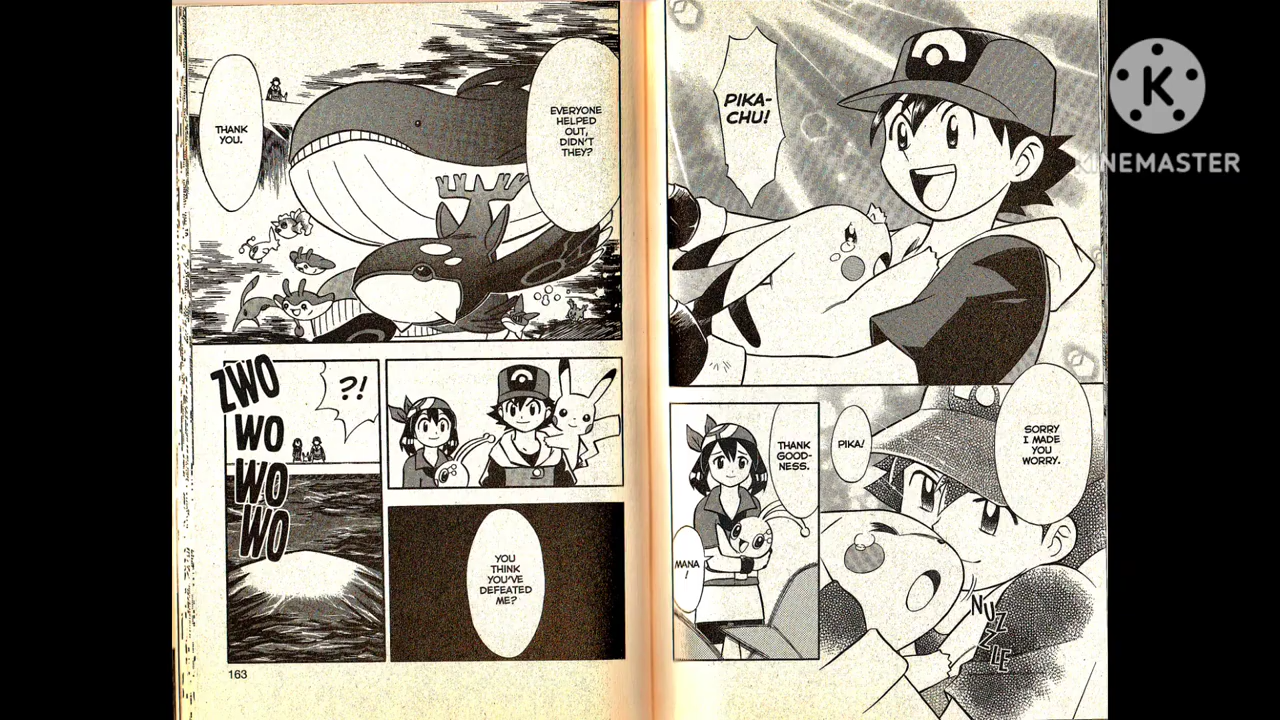 PIKA-
CHU!
SORRY
I MADE
YOU
WORRY.
PIKA!
NUZZLE
THANK
GOOD-
NESS.
MANA
!
EVERYONE
HELPED
OUT,
DIDN'T
THEY?
THANK
YOU.
YOU
THINK
YOU'VE
DEFEATED
ME?
?!
ZWO
WO
WO
WO
163
K
KINEMASTER